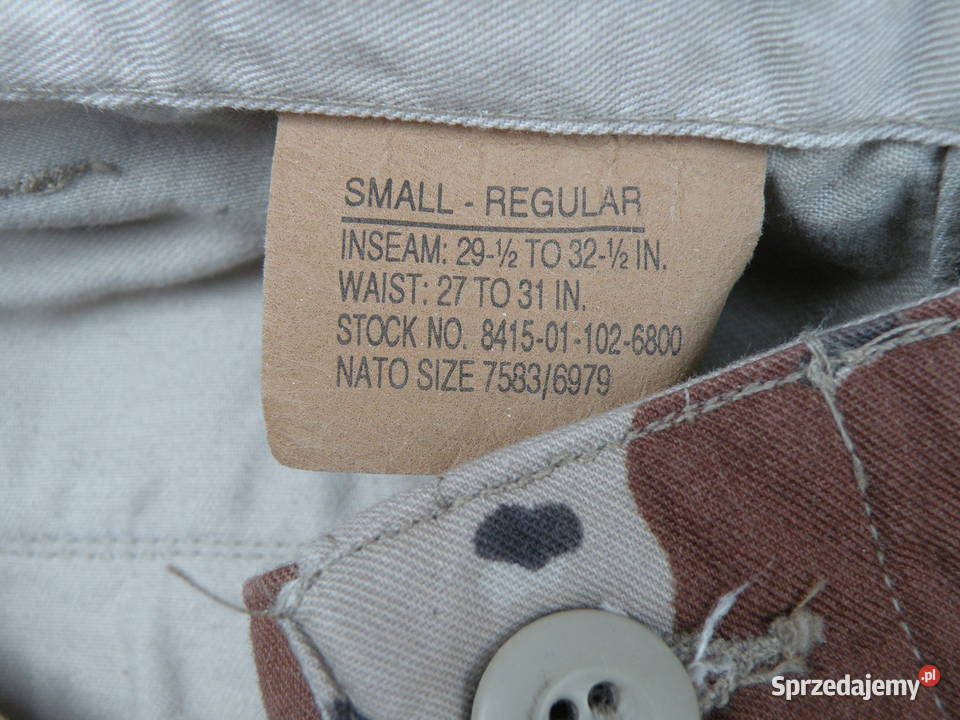 SMALL - REGULAR
INSEAM: 29-½ TO 32-½ IN.
WAIST: 27 TO 31 IN.
STOCK NO. 8415-01-102-6800
NATO SIZE 7583/6979
Sprzedajemy.pl